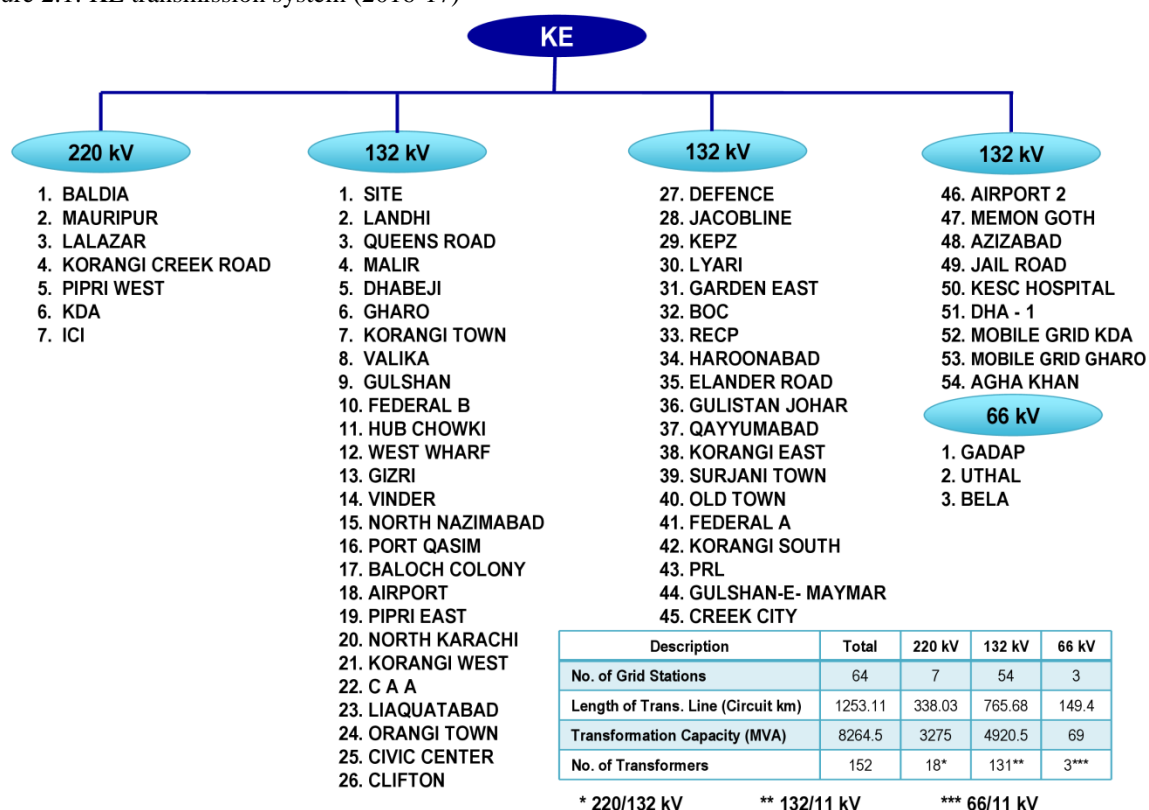 KE
220 kV
1. BALDIA
2. MAURIPUR
3. LALAZAR
4. KORANGI CREEK ROAD
5. PIPRI WEST
6. KDA
7. ICI
132 kV
1. SITE
2. LANDHI
3. QUEENS ROAD
4. MALIR
5. DHABEJI
6. GHARO
7. KORANGI TOWN
8. VALIKA
9. GULSHAN
10. FEDERAL B
11. HUB CHOWKI
12. WEST WHARF
13. GIZRI
14. VINDER
15. NORTH NAZIMABAD
16. PORT QASIM
17. BALOCH COLONY
18. AIRPORT
19. PIPRI EAST
20. NORTH KARACHI
21. KORANGI WEST
22. C A A
23. LIAQUATABAD
24. ORANGI TOWN
25. CIVIC CENTER
26. CLIFTON
132 kV
27. DEFENCE
28. JACOBLINE
29. KEPZ
30. LYARI
31. GARDEN EAST
32. BOC
33. RECP
34. HAROONABAD
35. ELANDER ROAD
36. GULISTAN JOHAR
37. QAYYUMABAD
38. KORANGI EAST
39. SURJANI TOWN
40. OLD TOWN
41. FEDERAL A
42. KORANGI SOUTH
43. PRL
44. GULSHAN-E- MAYMAR
45. CREEK CITY
132 kV
46. AIRPORT 2
47. MEMON GOTH
48. AZIZABAD
49. JAIL ROAD
50. KESC HOSPITAL
51. DHA - 1
52. MOBILE GRID KDA
53. MOBILE GRID GHARO
54. AGHA KHAN
66 kV
1. GADAP
2. UTHAL
3. BELA
Description Total 220 kV 132 kV 66 kV
No. of Grid Stations 64 7 54 3
Length of Trans. Line (Circuit km) 1253.11 338.03 765.68 149.4
Transformation Capacity (MVA) 8264.5 3275 4920.5 69
No. of Transformers 152 18* 131** 3***
* 220/132 kV ** 132/11 kV *** 66/11 kV